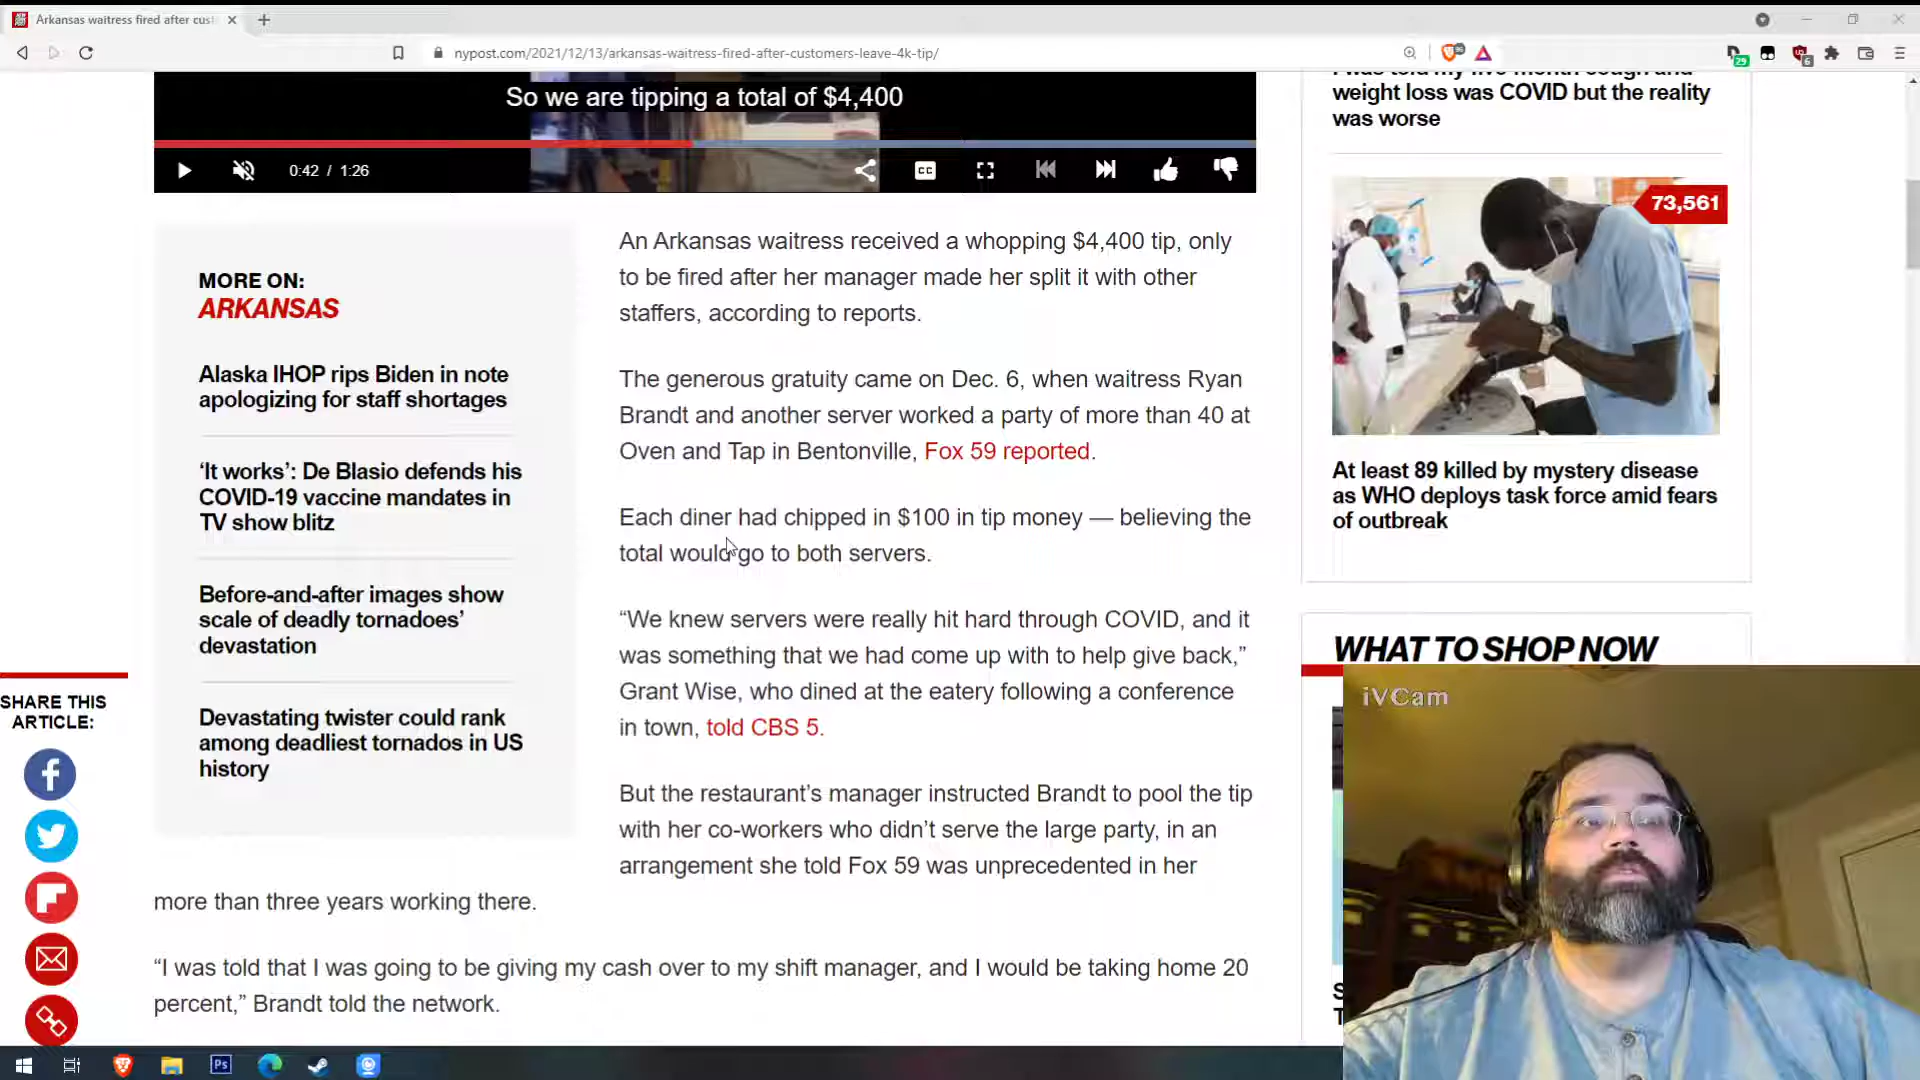 Arkansas waitress fired after cus
nypost.com/2021/12/13/arkansas-waitress-fired-after-customers-leave-4k-tip/
29
6
So we are tipping a total of $4,400
0:42 / 1:26
CC
MORE ON:
ARKANSAS
Alaska IHOP rips Biden in note
apologizing for staff shortages
‘It works’: De Blasio defends his
COVID-19 vaccine mandates in
TV show blitz
Before-and-after images show
scale of deadly tornadoes’
devastation
Devastating twister could rank
among deadliest tornados in US
history
SHARE THIS
ARTICLE:
An Arkansas waitress received a whopping $4,400 tip, only
to be fired after her manager made her split it with other
staffers, according to reports.
The generous gratuity came on Dec. 6, when waitress Ryan
Brandt and another server worked a party of more than 40 at
Oven and Tap in Bentonville, Fox 59 reported.
Each diner had chipped in $100 in tip money — believing the
total would go to both servers.
“We knew servers were really hit hard through COVID, and it
was something that we had come up with to help give back,”
Grant Wise, who dined at the eatery following a conference
in town, told CBS 5.
But the restaurant’s manager instructed Brandt to pool the tip
with her co-workers who didn’t serve the large party, in an
arrangement she told Fox 59 was unprecedented in her
more than three years working there.
“I was told that I was going to be giving my cash over to my shift manager, and I would be taking home 20
percent,” Brandt told the network.
I was told my five-month cough and
weight loss was COVID but the reality
was worse
73,561
At least 89 killed by mystery disease
as WHO deploys task force amid fears
of outbreak
WHAT TO SHOP NOW
iVCam
Ps